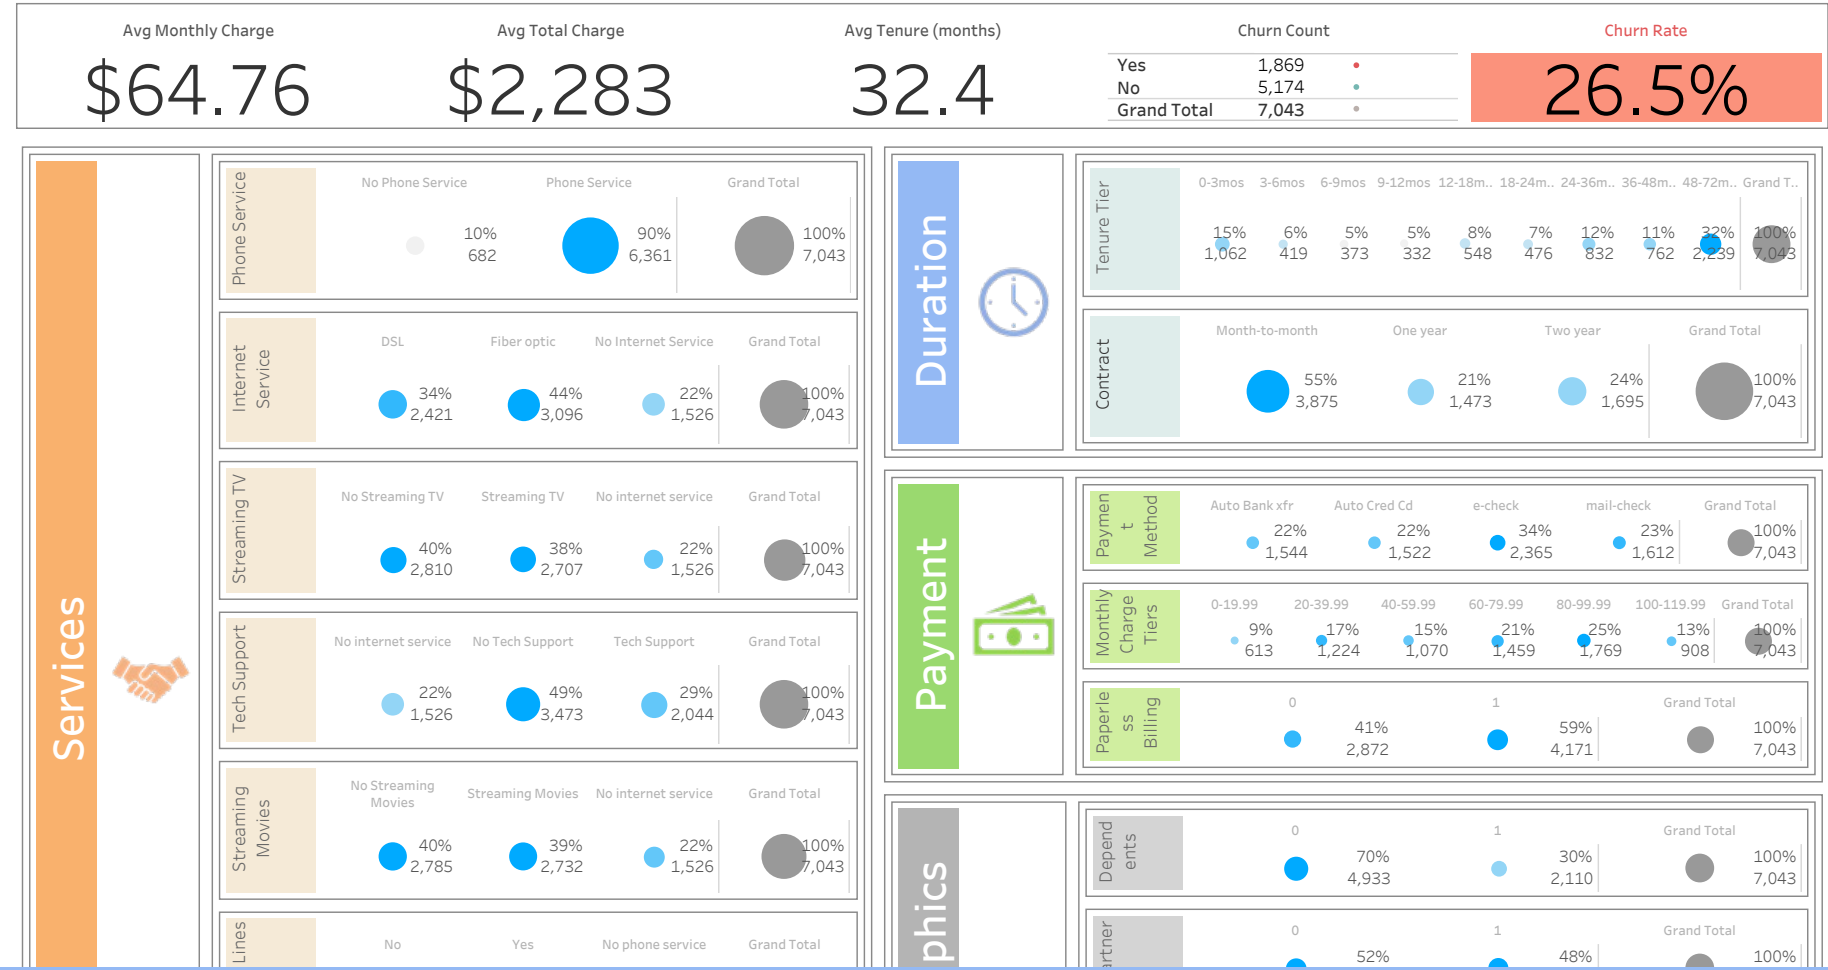 Avg Monthly Charge
$64.76
Avg Total Charge
$2,283
Avg Tenure (months)
32.4
Churn Count
Yes 1,869
No 5,174
Grand Total 7,043
Churn Rate
26.5%
Services
Phone Service
No Phone Service Phone Service Grand Total
10% 90% 100%
682 6,361 7,043
Internet
Service
DSL Fiber optic No Internet Service Grand Total
34% 44% 22% 100%
2,421 3,096 1,526 7,043
Streaming TV
No Streaming TV Streaming TV No internet service Grand Total
40% 38% 22% 100%
2,810 2,707 1,526 7,043
Tech Support
No internet service No Tech Support Tech Support Grand Total
22% 49% 29% 100%
1,526 3,473 2,044 7,043
Streaming
Movies
No Streaming
Movies Streaming Movies No internet service Grand Total
40% 39% 22% 100%
2,785 2,732 1,526 7,043
Lines
No Yes No phone service Grand Total
Duration
Tenure Tier
0-3mos 3-6mos 6-9mos 9-12mos 12-18m.. 18-24m.. 24-36m.. 36-48m.. 48-72m.. Grand T..
15% 6% 5% 5% 8% 7% 12% 11% 32% 100%
1,062 419 373 332 548 476 832 762 2,239 7,043
Contract
Month-to-month One year Two year Grand Total
55% 21% 24% 100%
3,875 1,473 1,695 7,043
Payment
Paymen
t
Method
Auto Bank xfr Auto Cred Cd e-check mail-check Grand Total
22% 22% 34% 23% 100%
1,544 1,522 2,365 1,612 7,043
Monthly
Charge
Tiers
0-19.99 20-39.99 40-59.99 60-79.99 80-99.99 100-119.99 Grand Total
9% 17% 15% 21% 25% 13% 100%
613 1,224 1,070 1,459 1,769 908 7,043
Paperle
ss
Billing
0 1 Grand Total
41% 59% 100%
2,872 4,171 7,043
phics
Depend
ents
0 1 Grand Total
70% 30% 100%
4,933 2,110 7,043
artner
0 1 Grand Total
52% 48% 100%